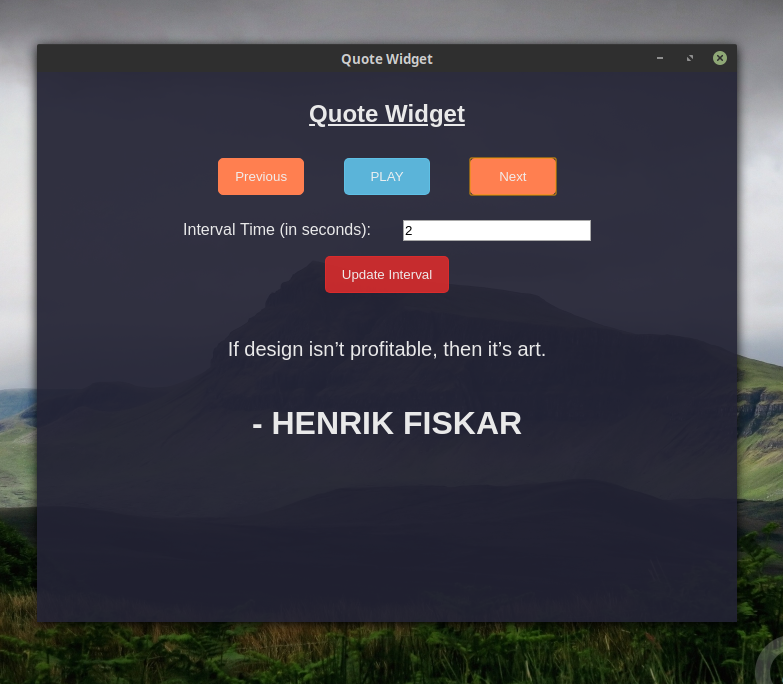 Quote Widget
Quote Widget
Previous PLAY Next
Interval Time (in seconds): 2
Update Interval
If design isn’t profitable, then it’s art.
- HENRIK FISKAR